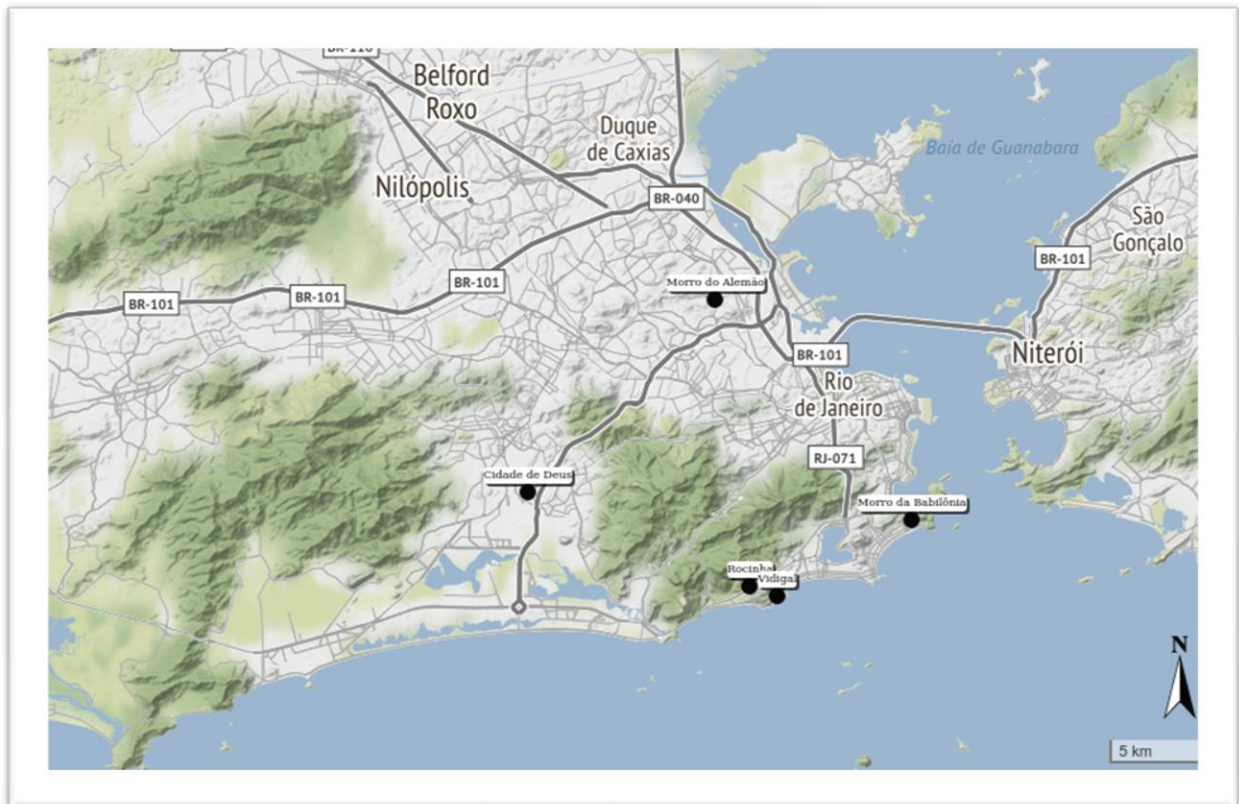 BR-116
Belford
Roxo
Duque
de Caxias
Baía de Guanabara
Nilópolis
BR-040
São
Gonçalo
BR-101
BR-101
Morro do Alemão
BR-101
BR-101
BR-101
Niterói
Rio
de Janeiro
RJ-071
Cidade de Deus
Morro da Babilônia
Rocinha
Vidigal
N
5 km